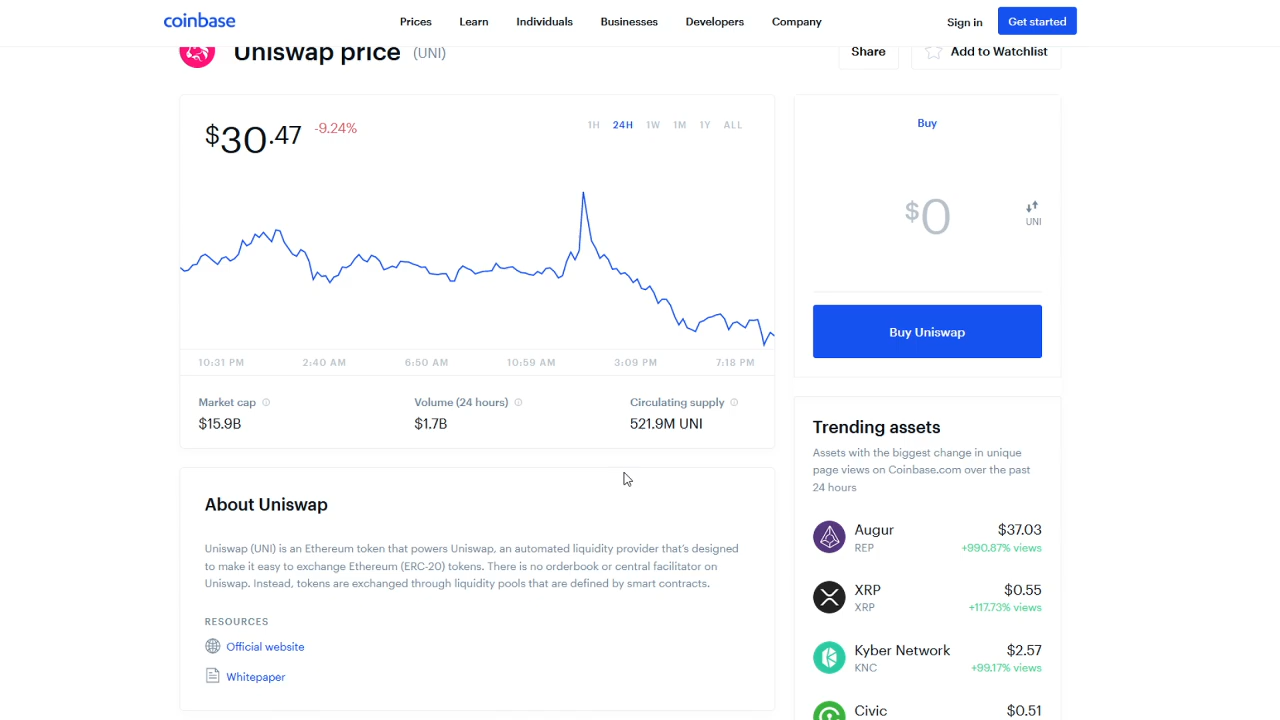 coinbase
Prices
Learn
Individuals
Businesses
Developers
Company
Sign in
Get started
Uniswap price (UNI)
Share
Add to Watchlist
$30.47 -9.24%
1H 24H 1W 1M 1Y ALL
10:31 PM 2:40 AM 6:50 AM 10:59 AM 3:09 PM 7:18 PM
Market cap
$15.9B
Volume (24 hours)
$1.7B
Circulating supply
521.9M UNI
Buy
$0
UNI
Buy Uniswap
About Uniswap
Uniswap (UNI) is an Ethereum token that powers Uniswap, an automated liquidity provider that's designed
to make it easy to exchange Ethereum (ERC-20) tokens. There is no orderbook or central facilitator on
Uniswap. Instead, tokens are exchanged through liquidity pools that are defined by smart contracts.
RESOURCES
Official website
Whitepaper
Trending assets
Assets with the biggest change in unique
page views on Coinbase.com over the past
24 hours
Augur $37.03
REP +990.87% views
XRP $0.55
XRP +117.73% views
Kyber Network $2.57
KNC +99.17% views
Civic $0.51